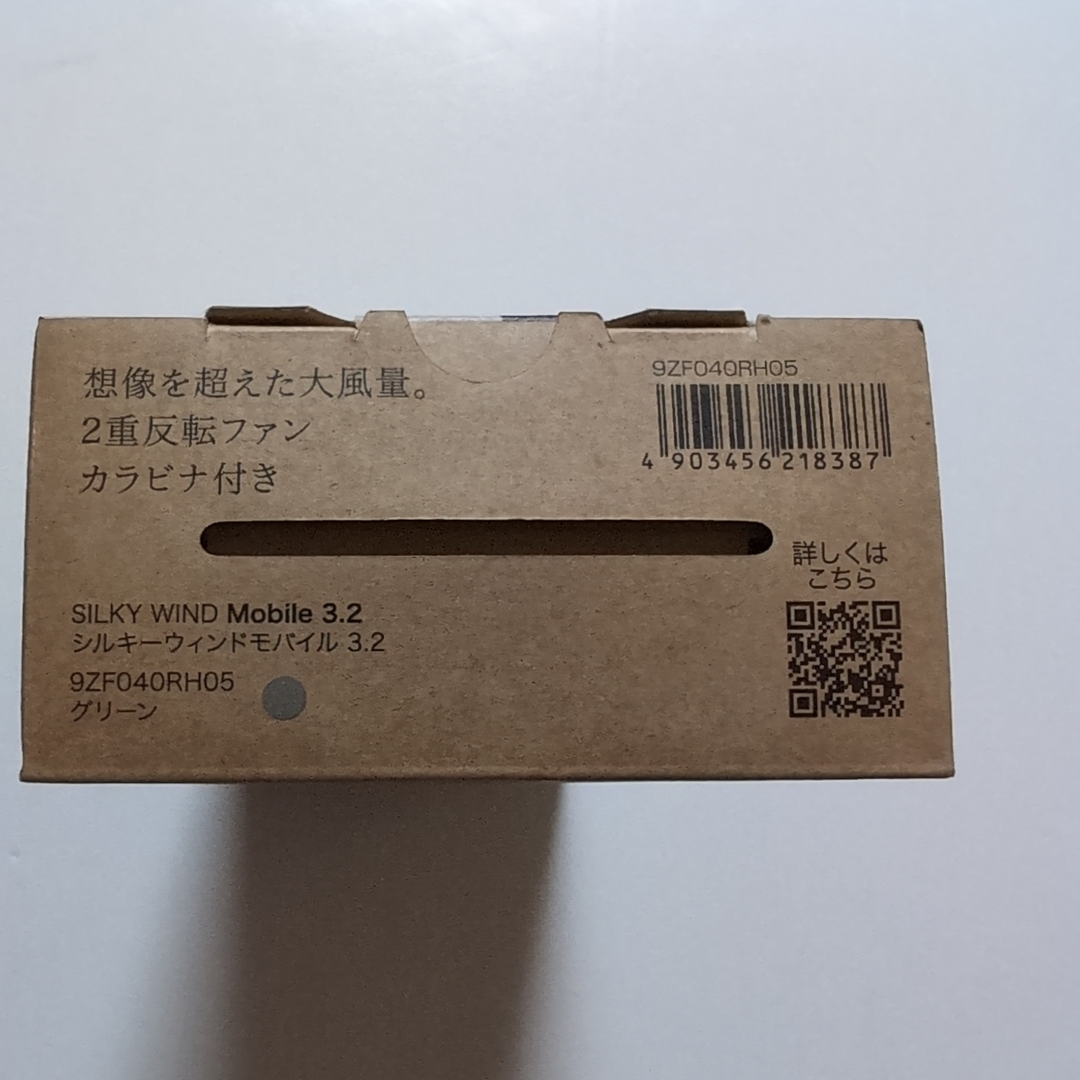 想像を超えた大風量。
2重反転ファン
カラビナ付き
9ZF040RH05
4 903456 218387
詳しくは
こちら
SILKY WIND Mobile 3.2
シルキーウィンドモバイル 3.2
9ZF040RH05
グリーン